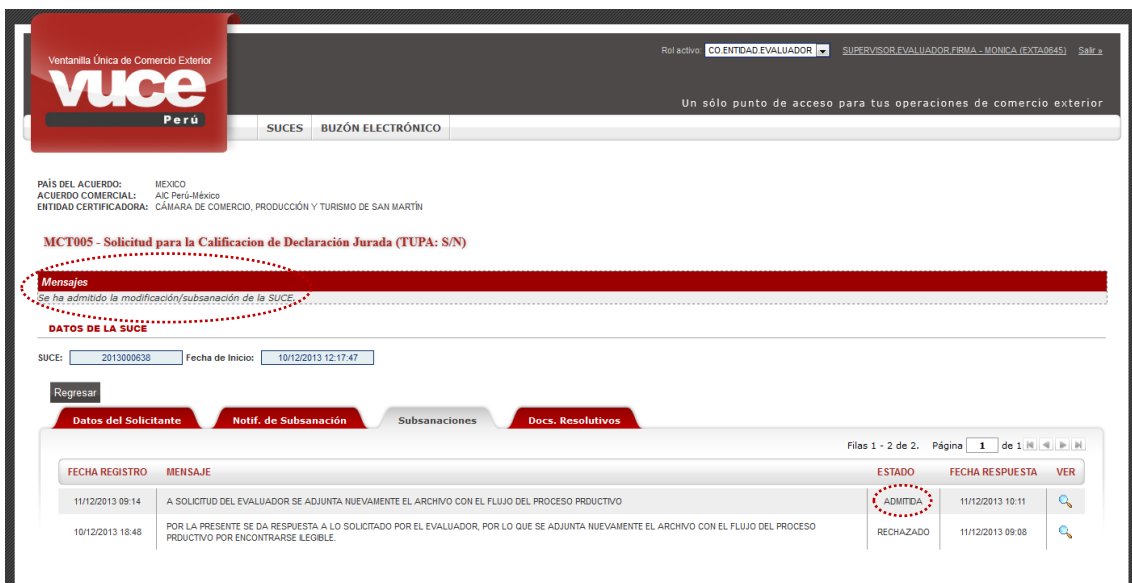 Ventanilla Única de Comercio Exterior
vuce
Perú
Rol activo: CO.ENTIDAD.EVALUADOR SUPERVISOR.EVALUADOR.FIRMA - MONICA (EXTA0645) Salir »
Un sólo punto de acceso para tus operaciones de comercio exterior
SUCES BUZÓN ELECTRÓNICO
PAÍS DEL ACUERDO: MEXICO
ACUERDO COMERCIAL: AIC Perú-México
ENTIDAD CERTIFICADORA: CÁMARA DE COMERCIO, PRODUCCIÓN Y TURISMO DE SAN MARTÍN
MCT005 - Solicitud para la Calificacion de Declaración Jurada (TUPA: S/N)
Mensajes
Se ha admitido la modificación/subsanación de la SUCE.
DATOS DE LA SUCE
SUCE: 2013000638 Fecha de Inicio: 10/12/2013 12:17:47
Regresar
Datos del Solicitante Notif. de Subsanación Subsanaciones Docs. Resolutivos
Filas 1 - 2 de 2. Página 1 de 1
FECHA REGISTRO MENSAJE ESTADO FECHA RESPUESTA VER
11/12/2013 09:14 A SOLICITUD DEL EVALUADOR SE ADJUNTA NUEVAMENTE EL ARCHIVO CON EL FLUJO DEL PROCESO PRDUCTIVO ADMITIDA 11/12/2013 10:11
10/12/2013 18:48 POR LA PRESENTE SE DA RESPUESTA A LO SOLICITADO POR EL EVALUADOR, POR LO QUE SE ADJUNTA NUEVAMENTE EL ARCHIVO CON EL FLUJO DEL PROCESO
PRDUCTIVO POR ENCONTRARSE ILEGIBLE. RECHAZADO 11/12/2013 09:08